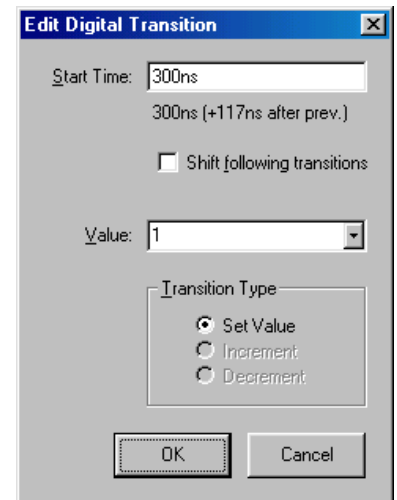 Edit Digital Transition
Start Time: 300ns
300ns (+117ns after prev.)
Shift following transitions
Value: 1
Transition Type
Set Value
Increment
Decrement
OK Cancel